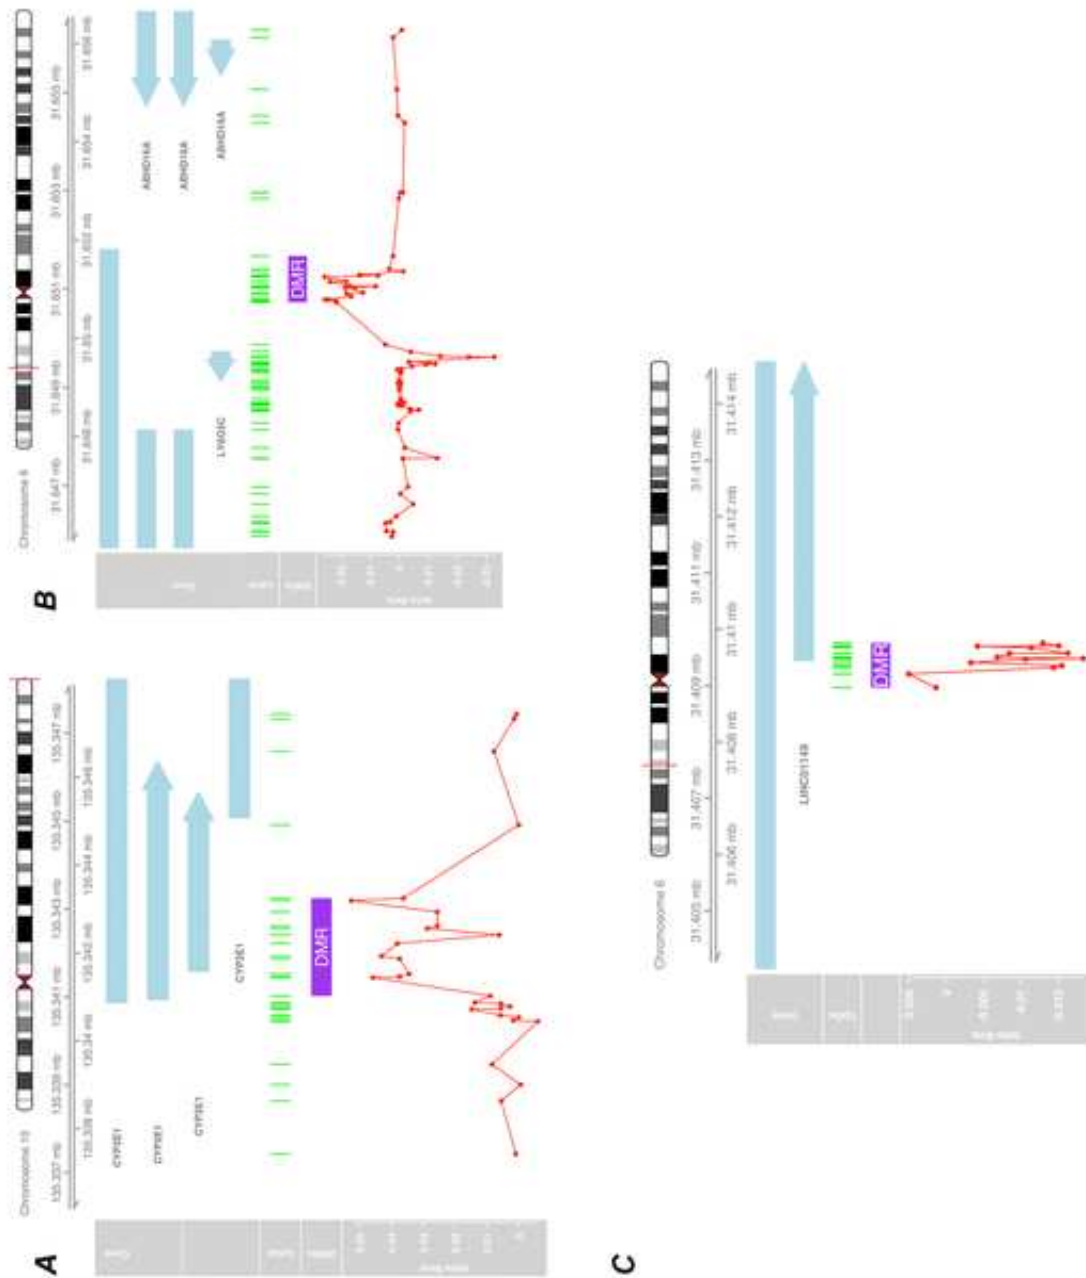 A
Chromosome 10
135.337 mb
135.338 mb
135.339 mb
135.34 mb
135.341 mb
135.342 mb
135.343 mb
135.344 mb
135.345 mb
135.346 mb
135.347 mb
CYP2E1
CYP2E1
CYP2E1
CYP2E1
DMR
B
Chromosome 6
31.647 mb
31.648 mb
31.649 mb
31.65 mb
31.651 mb
31.652 mb
31.653 mb
31.654 mb
31.655 mb
31.656 mb
ABHD16A
ABHD16A
LY6G5C
ABHD16A
DMR
C
Chromosome 6
31.405 mb
31.406 mb
31.407 mb
31.408 mb
31.409 mb
31.41 mb
31.411 mb
31.412 mb
31.413 mb
31.414 mb
LINC01149
DMR